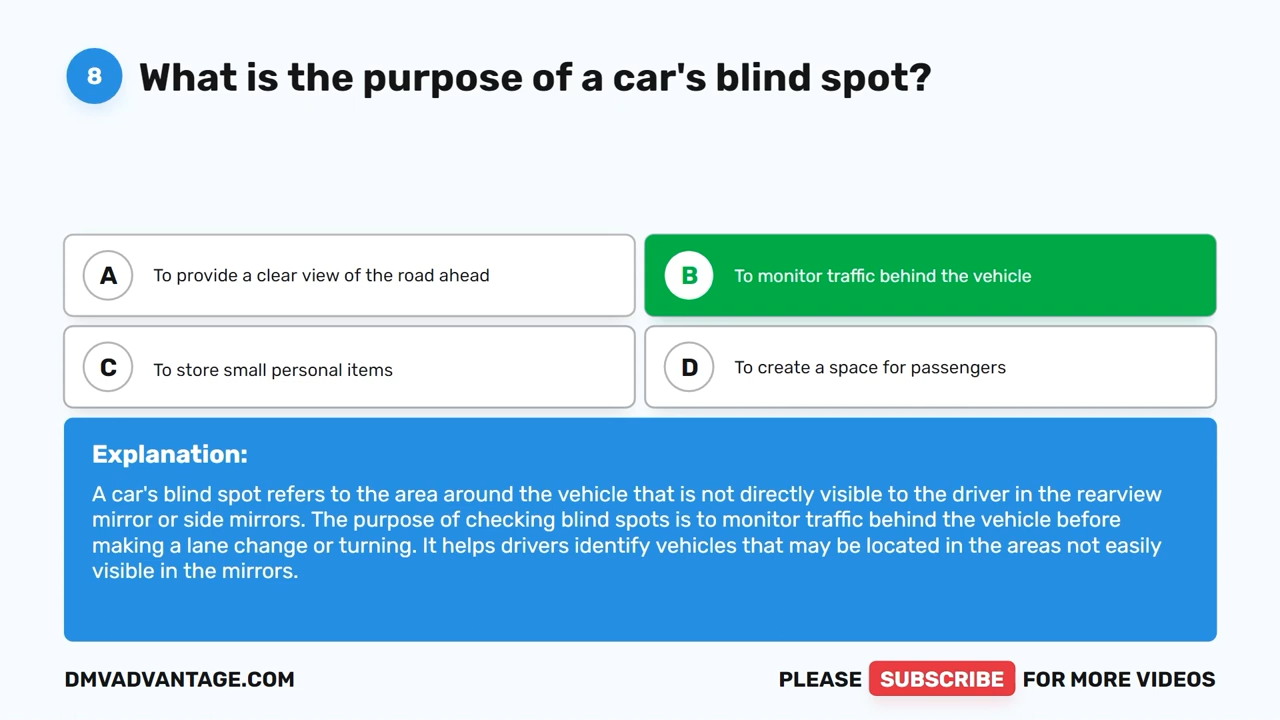 8 What is the purpose of a car's blind spot?
A To provide a clear view of the road ahead
B To monitor traffic behind the vehicle
C To store small personal items
D To create a space for passengers
Explanation:
A car's blind spot refers to the area around the vehicle that is not directly visible to the driver in the rearview
mirror or side mirrors. The purpose of checking blind spots is to monitor traffic behind the vehicle before
making a lane change or turning. It helps drivers identify vehicles that may be located in the areas not easily
visible in the mirrors.
DMVADVANTAGE.COM
PLEASE SUBSCRIBE FOR MORE VIDEOS